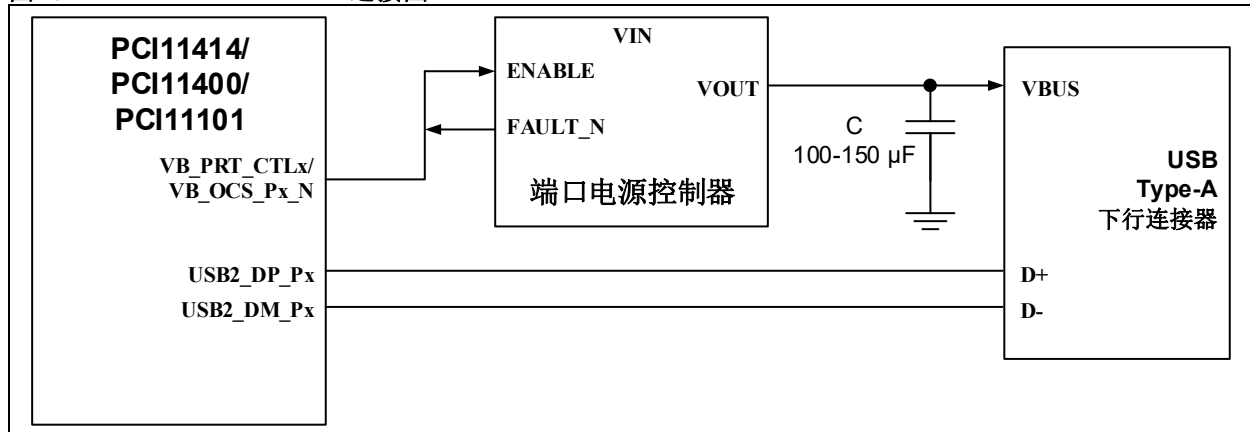 PCI11414/
PCI11400/
PCI11101
VB_PRT_CTLx/
VB_OCS_Px_N
USB2_DP_Px
USB2_DM_Px
VIN
ENABLE
VOUT
FAULT_N
端口电源控制器
C
100-150 µF
VBUS
USB
Type-A
下行连接器
D+
D-